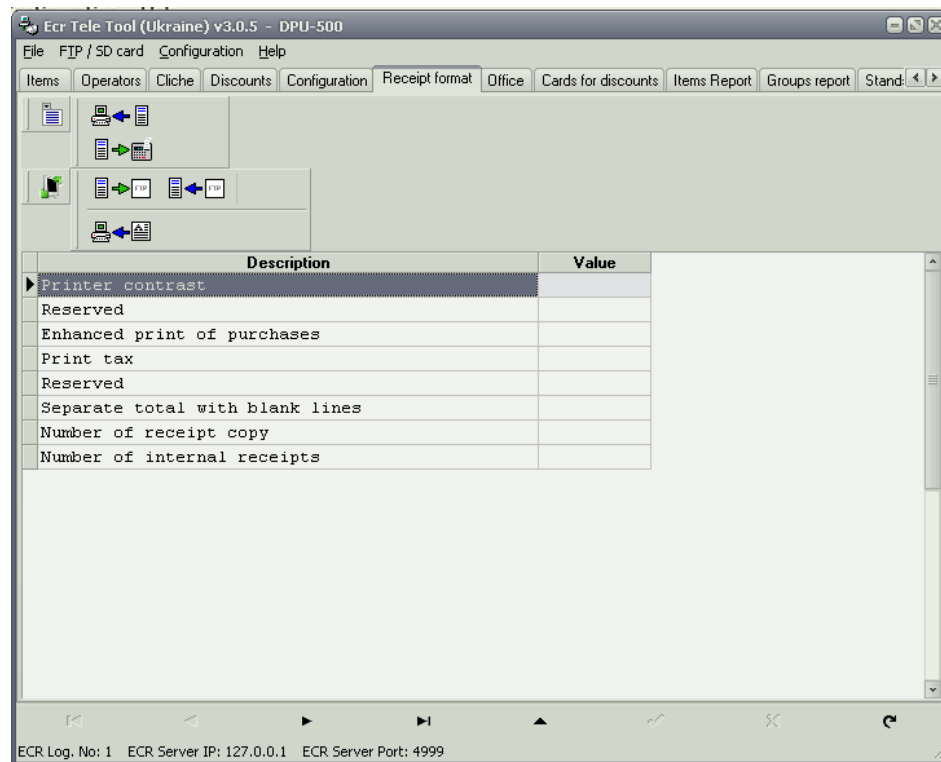 Ecr Tele Tool (Ukraine) v3.0.5 - DPU-500
File FTP / SD card Configuration Help
Items Operators Cliche Discounts Configuration Receipt format Office Cards for discounts Items Report Groups report Stand
FTP FTP
Description Value
Printer contrast
Reserved
Enhanced print of purchases
Print tax
Reserved
Separate total with blank lines
Number of receipt copy
Number of internal receipts
ECR Log. No: 1 ECR Server IP: 127.0.0.1 ECR Server Port: 4999